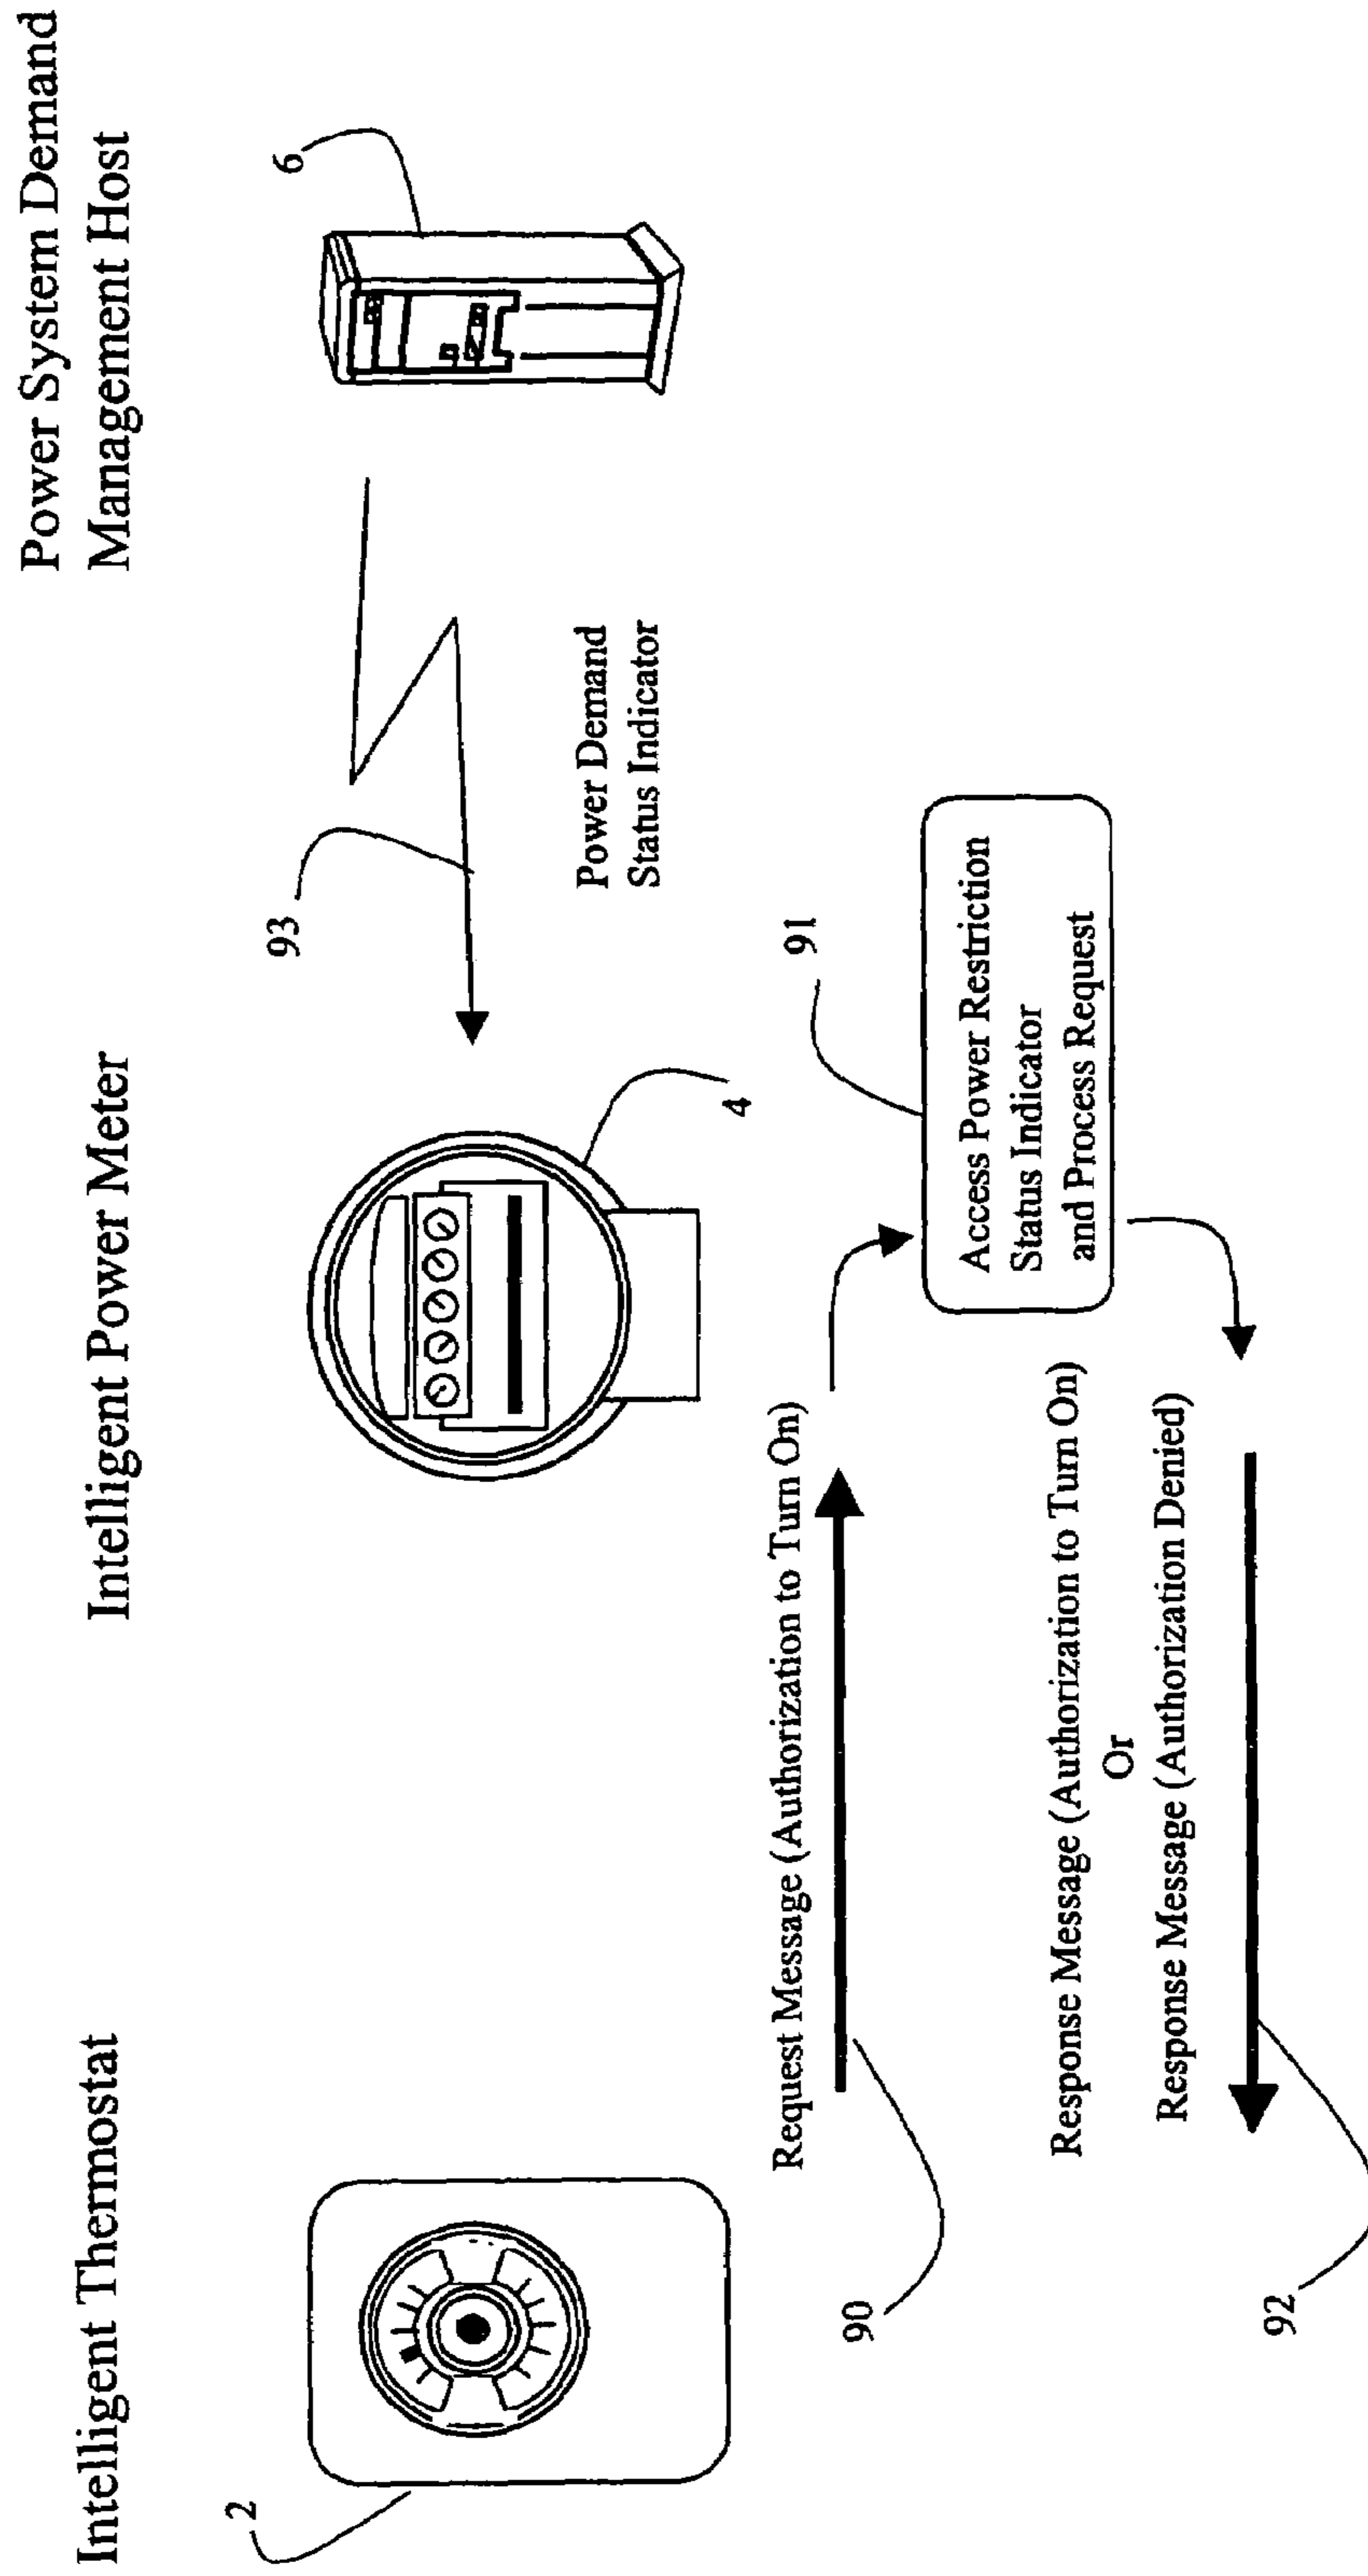 Intelligent Thermostat
Intelligent Power Meter
Power System Demand
Management Host
2
4
93
6
Power Demand
Status Indicator
Request Message (Authorization to Turn On)
90
91
Access Power Restriction
Status Indicator
and Process Request
Response Message (Authorization to Turn On)
Or
Response Message (Authorization Denied)
92